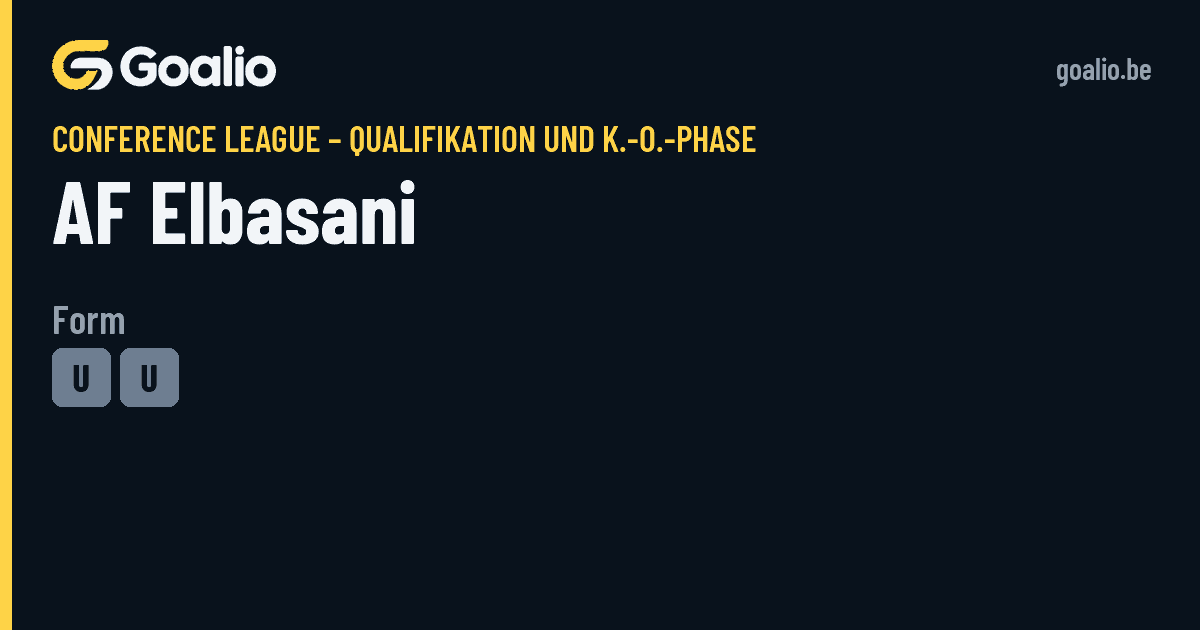 Goalio
goalio.be
CONFERENCE LEAGUE – QUALIFIKATION UND K.-O.-PHASE
AF Elbasani
Form
U U